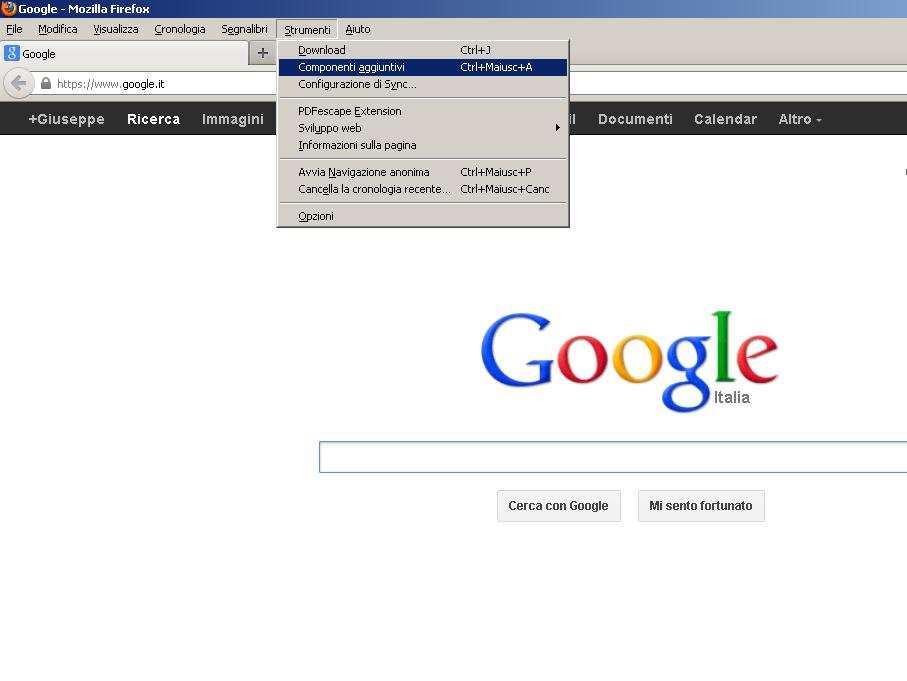 Google - Mozilla Firefox
File Modifica Visualizza Cronologia Segnalibri Strumenti Aiuto
Google
https://www.google.it
Download Ctrl+J
Componenti aggiuntivi Ctrl+Maiusc+A
Configurazione di Sync...
PDFescape Extension
Sviluppo web
Informazioni sulla pagina
Avvia Navigazione anonima Ctrl+Maiusc+P
Cancella la cronologia recente... Ctrl+Maiusc+Canc
Opzioni
+Giuseppe Ricerca Immagini Documenti Calendar Altro
Google
Italia
Cerca con Google Mi sento fortunato